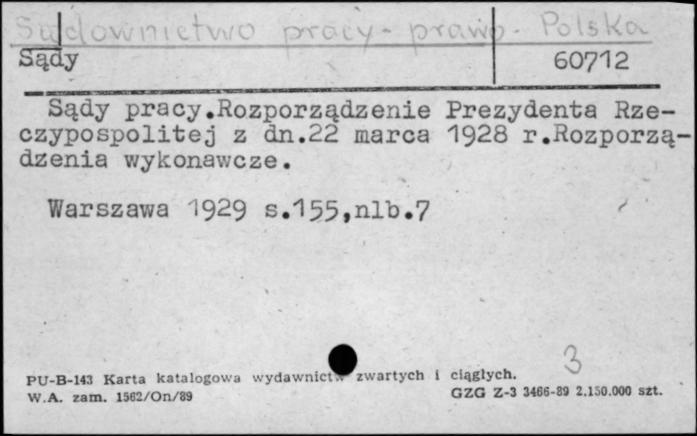 Sądownictwo pracy - prawo - Polska
Sądy 60712
Sądy pracy.Rozporządzenie Prezydenta Rze-
czypospolitej z dn.22 marca 1928 r.Rozporzą-
dzenia wykonawcze.
Warszawa 1929 s.155,nlb.7
3
PU-B-143 Karta katalogowa wydawnictw zwartych i ciągłych.
W.A. zam. 1562/On/89 GZG Z-3 3466-89 2.150.000 szt.